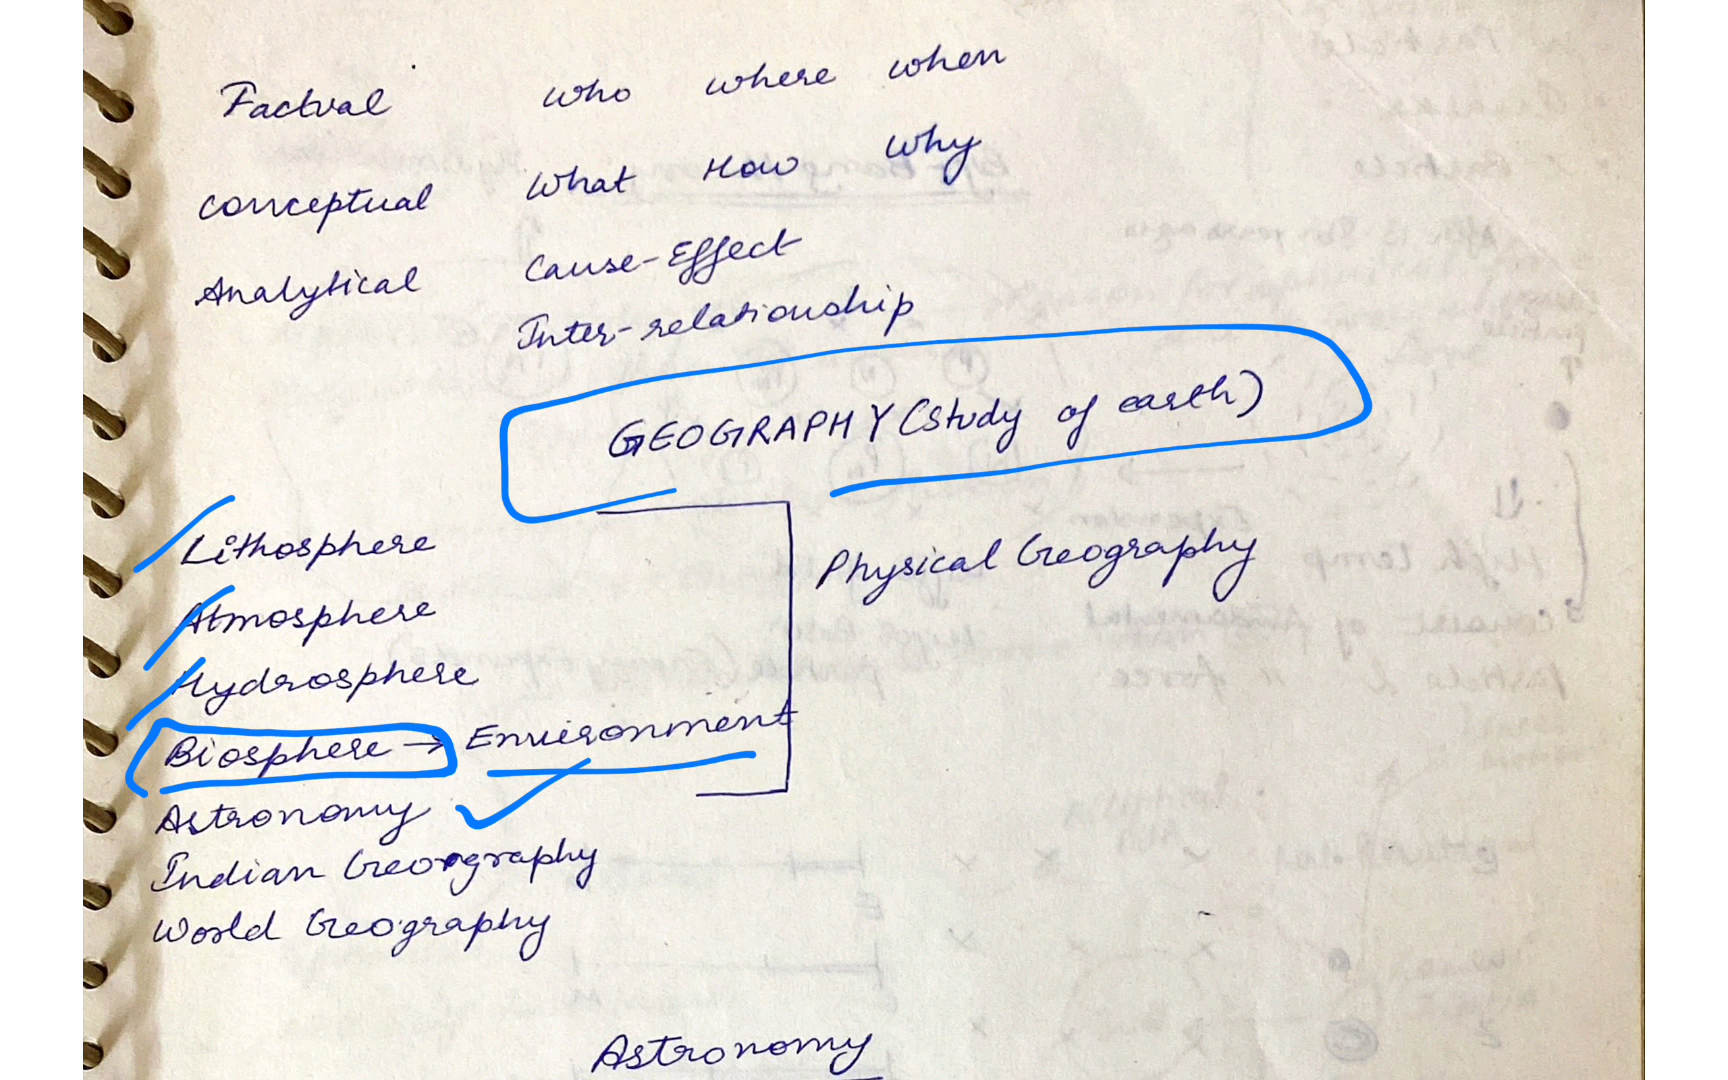 Factual who where when
conceptual What How Why
Analytical Cause-Effect
Inter-relationship
GEOGRAPHY (Study of earth)
Lithosphere
Physical Geography
Atmosphere
Hydrosphere
Biosphere → Environment
Astronomy
Indian Geography
World Geography
Astronomy